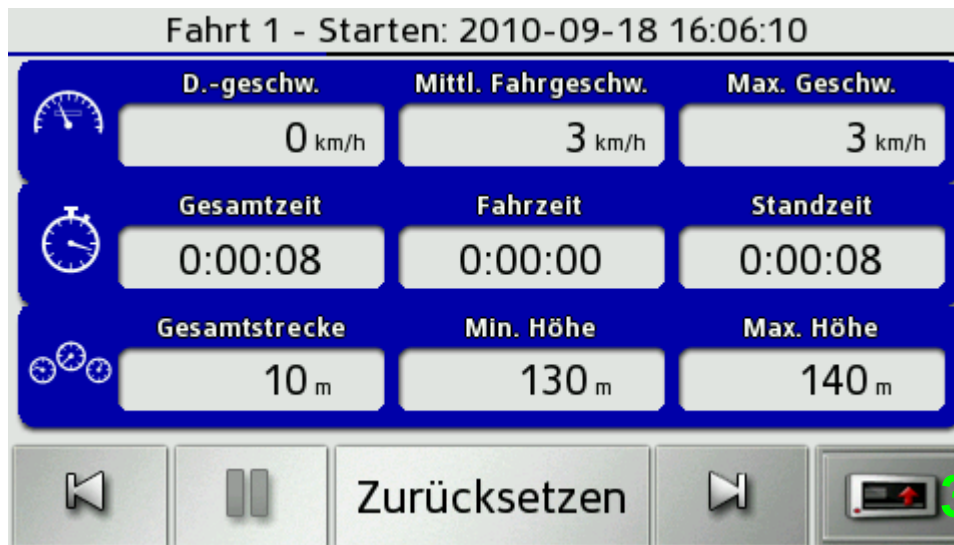 Fahrt 1 - Starten: 2010-09-18 16:06:10
D.-geschw. Mittl. Fahrgeschw. Max. Geschw.
0 km/h 3 km/h 3 km/h
Gesamtzeit Fahrzeit Standzeit
0:00:08 0:00:00 0:00:08
Gesamtstrecke Min. Höhe Max. Höhe
10 m 130 m 140 m
Zurücksetzen